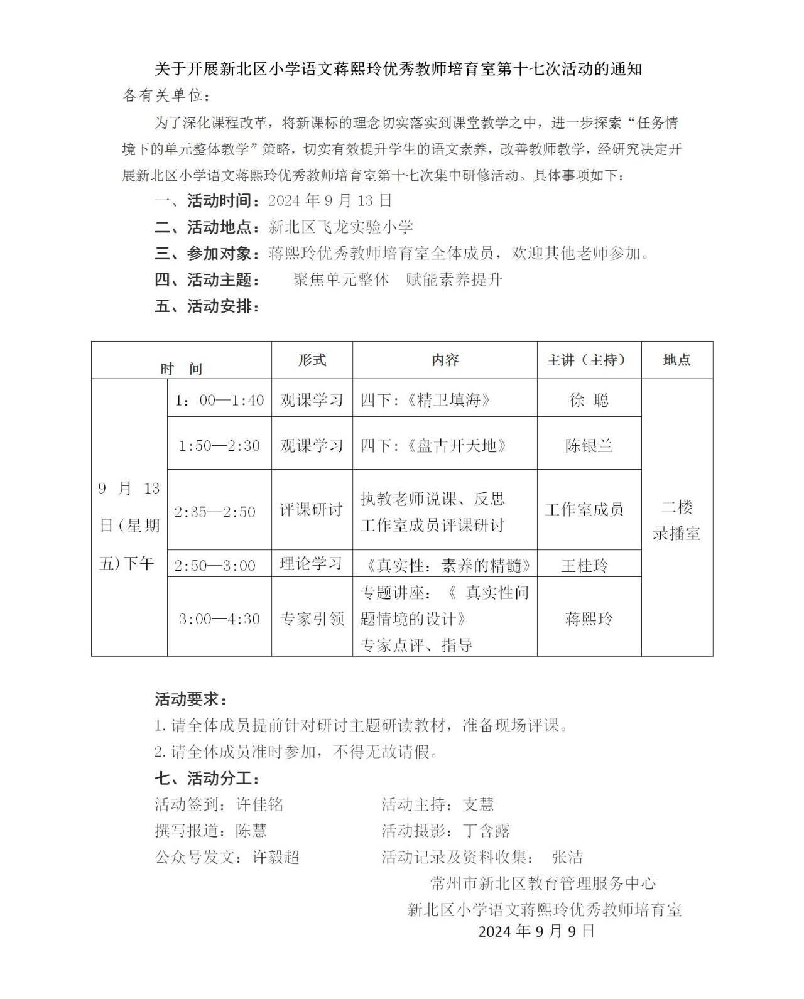 关于开展新北区小学语文蒋熙玲优秀教师培育室第十七次活动的通知
各有关单位：
为了深化课程改革，将新课标的理念切实落实到课堂教学之中，进一步探索“任务情
境下的单元整体教学”策略，切实有效提升学生的语文素养，改善教师教学，经研究决定开
展新北区小学语文蒋熙玲优秀教师培育室第十七次集中研修活动。具体事项如下：
一、活动时间：2024 年 9 月 13 日
二、活动地点：新北区飞龙实验小学
三、参加对象：蒋熙玲优秀教师培育室全体成员，欢迎其他老师参加。
四、活动主题：　聚焦单元整体　赋能素养提升
五、活动安排：
时　间　形式　内容　主讲（主持）　地点
9 月 13
日(星期
五)下午
1：00—1:40　观课学习　四下:《精卫填海》　徐 聪
1:50—2:30　观课学习　四下:《盘古开天地》　陈银兰
2:35—2:50　评课研讨　执教老师说课、反思
工作室成员评课研讨　工作室成员
2:50—3:00　理论学习　《真实性：素养的精髓》　王桂玲
3:00—4:30　专家引领　专题讲座：《 真实性问
题情境的设计》
专家点评、指导　蒋熙玲
二楼
录播室
活动要求：
1.请全体成员提前针对研讨主题研读教材，准备现场评课。
2.请全体成员准时参加，不得无故请假。
七、活动分工：
活动签到：许佳铭　活动主持：支慧
撰写报道：陈慧　活动摄影：丁含露
公众号发文：许毅超　活动记录及资料收集： 张洁
常州市新北区教育管理服务中心
新北区小学语文蒋熙玲优秀教师培育室
2024 年 9 月 9 日